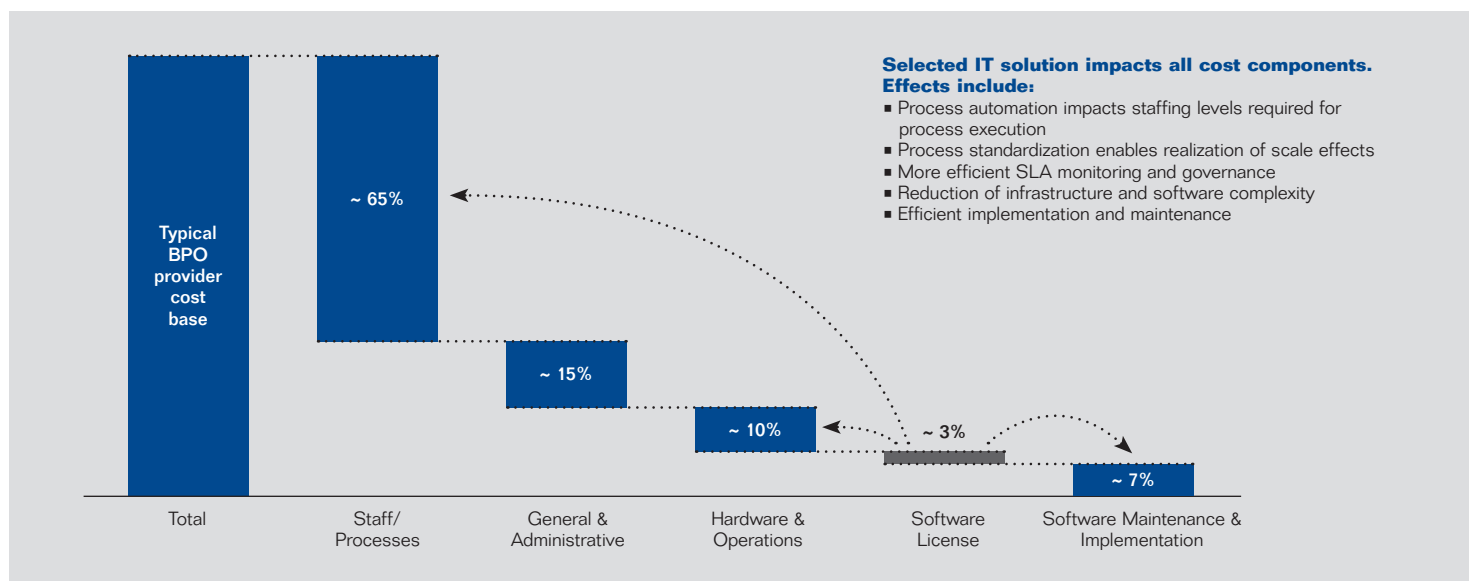 Selected IT solution impacts all cost components.
Effects include:
▪ Process automation impacts staffing levels required for
process execution
▪ Process standardization enables realization of scale effects
▪ More efficient SLA monitoring and governance
▪ Reduction of infrastructure and software complexity
▪ Efficient implementation and maintenance
Typical
BPO
provider
cost
base
~ 65%
~ 15%
~ 10%
~ 3%
~ 7%
Total
Staff/
Processes
General &
Administrative
Hardware &
Operations
Software
License
Software Maintenance &
Implementation